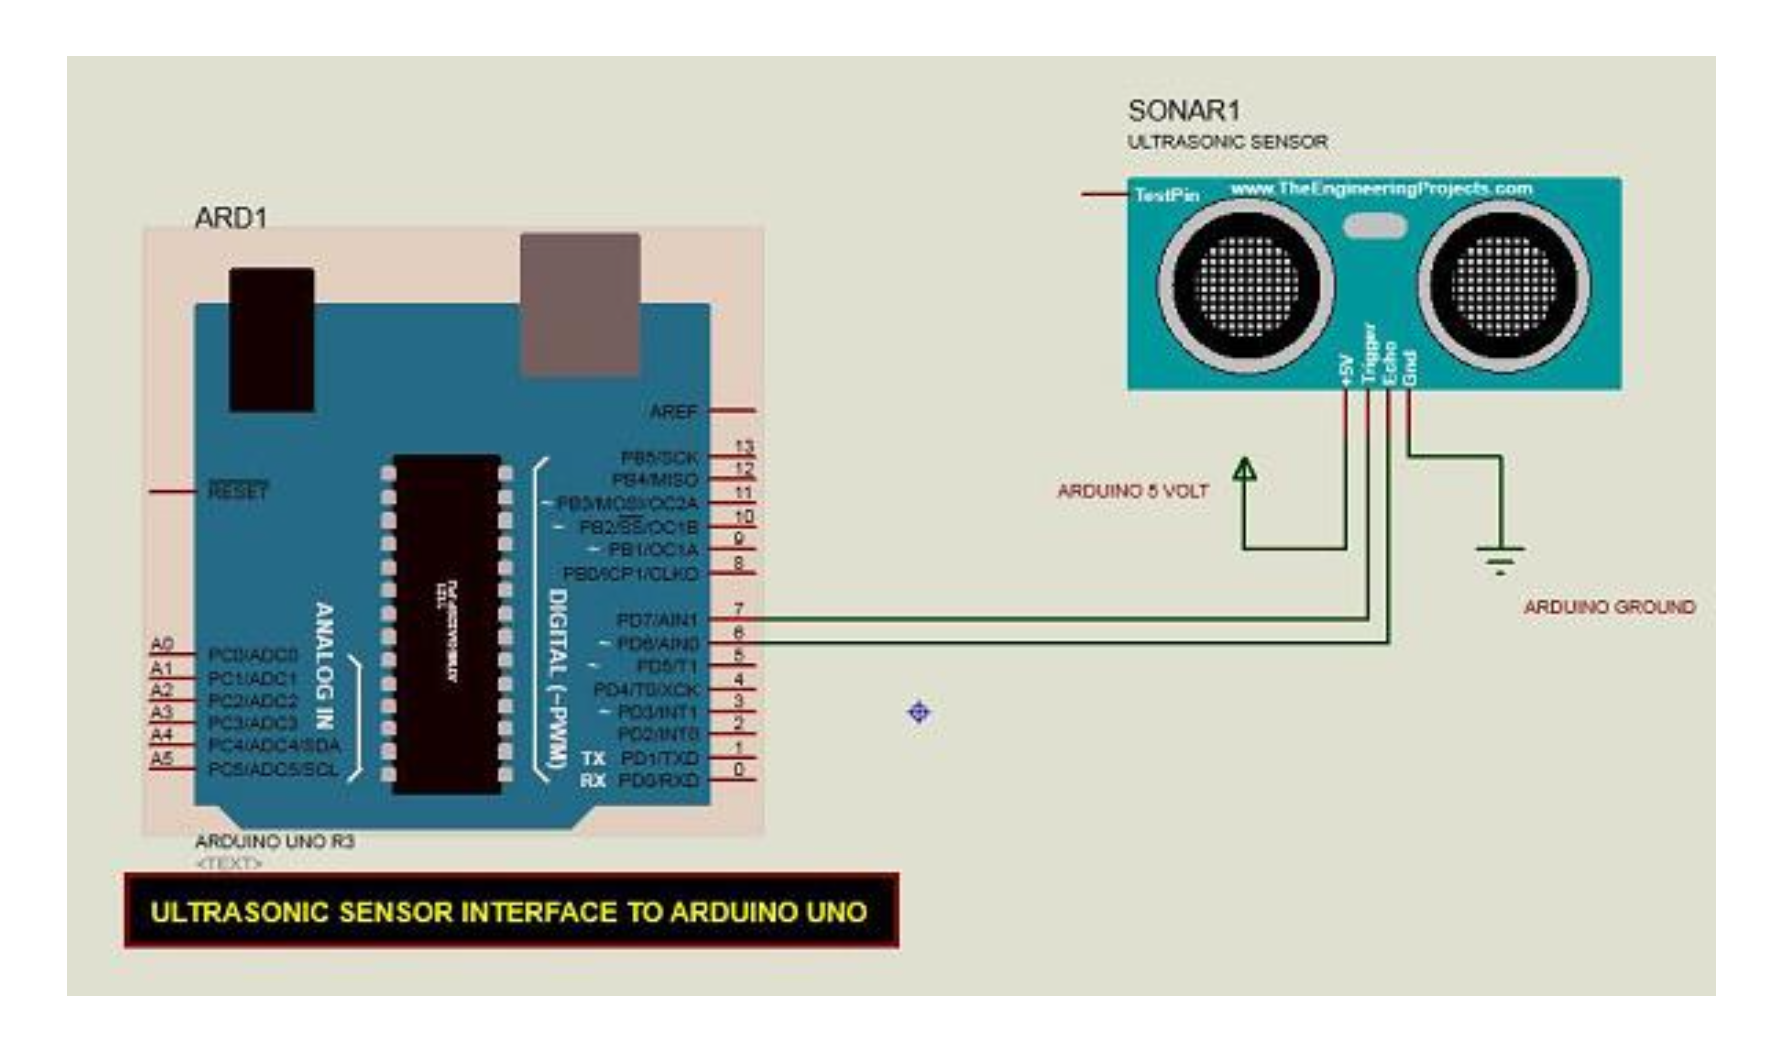 SONAR1
ULTRASONIC SENSOR
TestPin
www.TheEngineeringProjects.com
+5V
Trigger
Echo
Gnd
ARDUINO 5 VOLT
ARDUINO GROUND
ARD1
RESET
AREF
13
PB5/SCK
12
PB4/MISO
11
~ PB3/MOSI/OC2A
10
~ PB2/SS/OC1B
9
~ PB1/OC1A
8
PB0/ICP1/CLKO
7
PD7/AIN1
6
~ PD6/AIN0
5
~ PD5/T1
4
PD4/T0/XCK
3
~ PD3/INT1
2
PD2/INT0
1
TX PD1/TXD
0
RX PD0/RXD
DIGITAL (~PWM)
ANALOG IN
A0 PC0/ADC0
A1 PC1/ADC1
A2 PC2/ADC2
A3 PC3/ADC3
A4 PC4/ADC4/SDA
A5 PC5/ADC5/SCL
ARDUINO UNO R3
<TEXT>
ULTRASONIC SENSOR INTERFACE TO ARDUINO UNO